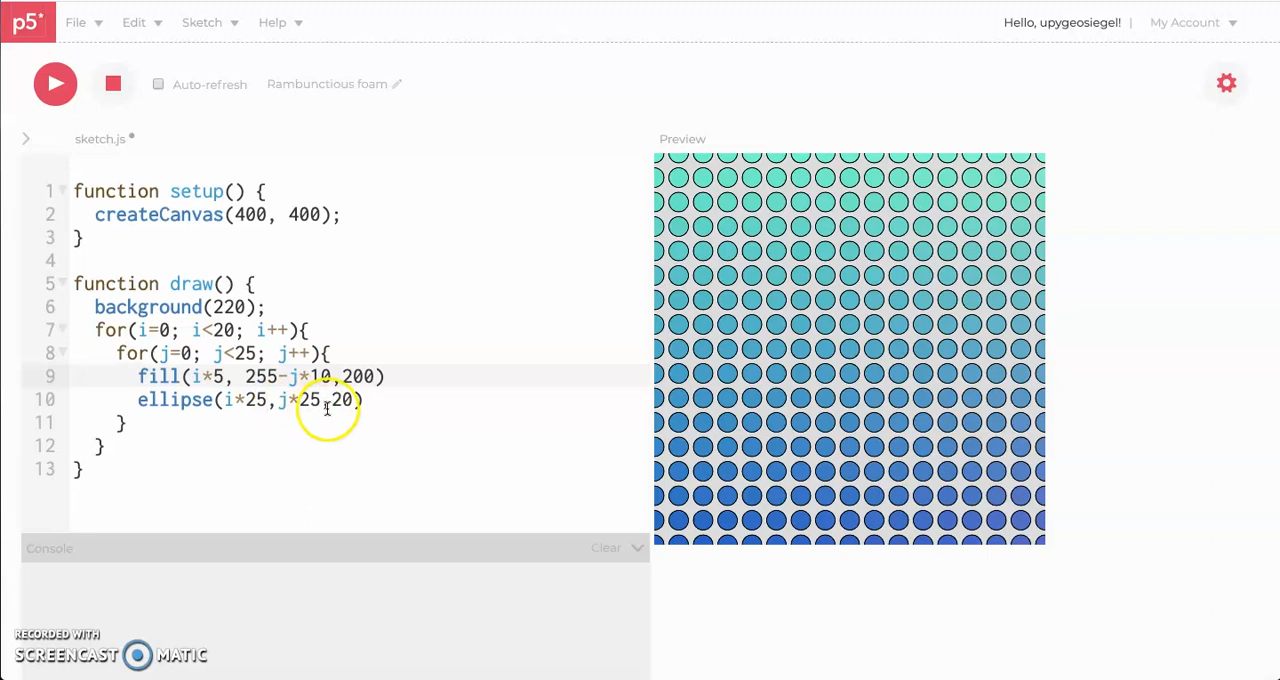 p5* File Edit Sketch Help Hello, upygeosiegel! | My Account
Auto-refresh Rambunctious foam
> sketch.js Preview
1 function setup() {
2 createCanvas(400, 400);
3 }
4
5 function draw() {
6 background(220);
7 for(i=0; i<20; i++){
8 for(j=0; j<25; j++){
9 fill(i*5, 255-j*10,200)
10 ellipse(i*25,j*25,20)
11 }
12 }
13 }
Console Clear
RECORDED WITH
SCREENCAST MATIC